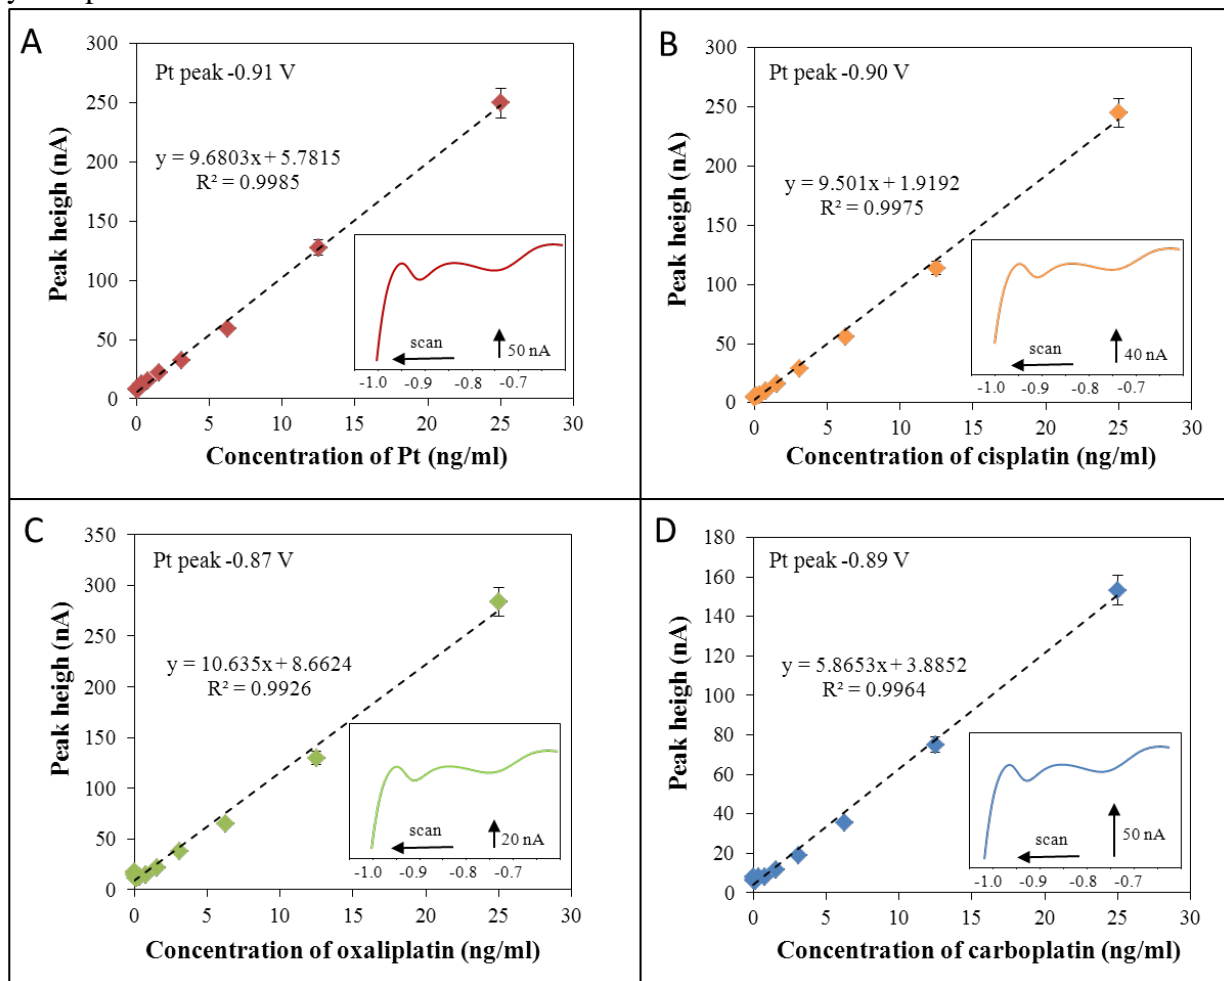 A
Pt peak -0.91 V
y = 9.6803x + 5.7815
R² = 0.9985
Peak heigh (nA)
300
250
200
150
100
50
0
0 5 10 15 20 25 30
Concentration of Pt (ng/ml)
scan
50 nA
-1.0 -0.9 -0.8 -0.7
B
Pt peak -0.90 V
y = 9.501x + 1.9192
R² = 0.9975
Peak heigh (nA)
300
250
200
150
100
50
0
0 5 10 15 20 25 30
Concentration of cisplatin (ng/ml)
scan
40 nA
-1.0 -0.9 -0.8 -0.7
C
Pt peak -0.87 V
y = 10.635x + 8.6624
R² = 0.9926
Peak heigh (nA)
350
300
250
200
150
100
50
0
0 5 10 15 20 25 30
Concentration of oxaliplatin (ng/ml)
scan
20 nA
-1.0 -0.9 -0.8 -0.7
D
Pt peak -0.89 V
y = 5.8653x + 3.8852
R² = 0.9964
Peak heigh (nA)
180
160
140
120
100
80
60
40
20
0
0 5 10 15 20 25 30
Concentration of carboplatin (ng/ml)
scan
50 nA
-1.0 -0.9 -0.8 -0.7